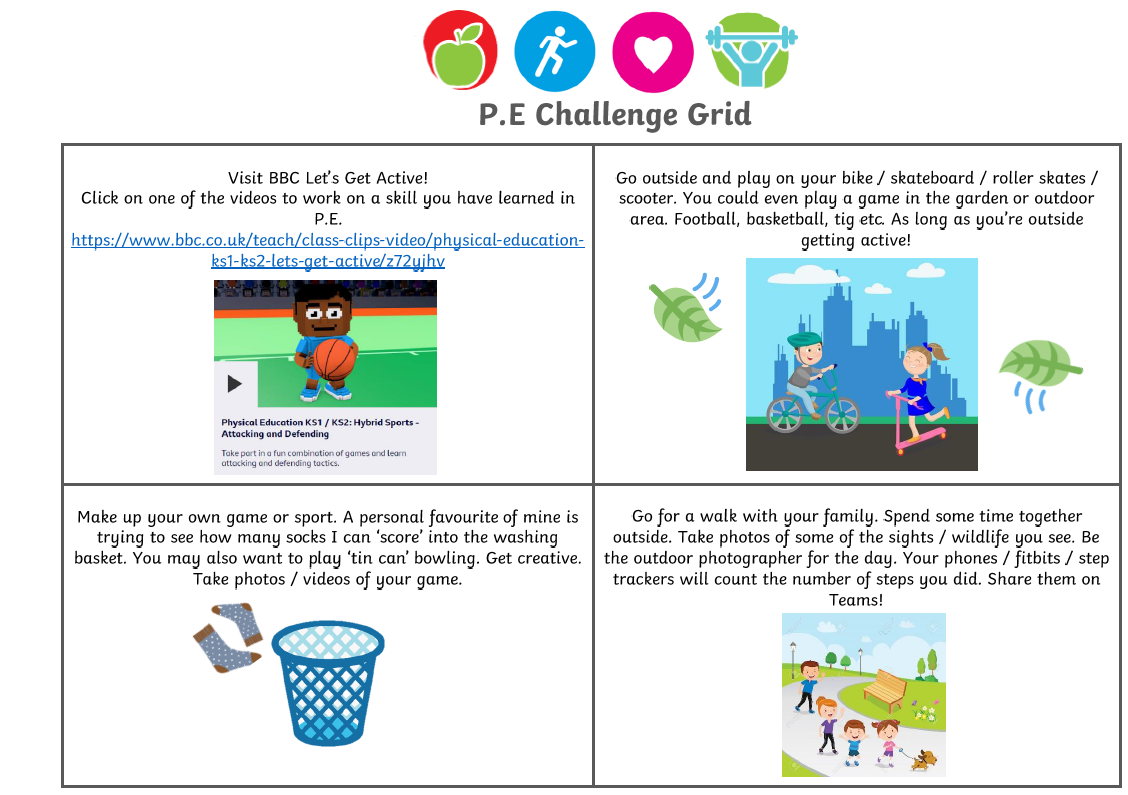 P.E Challenge Grid
Visit BBC Let's Get Active!
Click on one of the videos to work on a skill you have learned in
P.E.
https://www.bbc.co.uk/teach/class-clips-video/physical-education-
ks1-ks2-lets-get-active/z72yjhv
Physical Education KS1 / KS2: Hybrid Sports -
Attacking and Defending
Take part in a fun combination of games and learn
attacking and defending tactics.
Go outside and play on your bike / skateboard / roller skates /
scooter. You could even play a game in the garden or outdoor
area. Football, basketball, tig etc. As long as you're outside
getting active!
Make up your own game or sport. A personal favourite of mine is
trying to see how many socks I can 'score' into the washing
basket. You may also want to play 'tin can' bowling. Get creative.
Take photos / videos of your game.
Go for a walk with your family. Spend some time together
outside. Take photos of some of the sights / wildlife you see. Be
the outdoor photographer for the day. Your phones / fitbits / step
trackers will count the number of steps you did. Share them on
Teams!